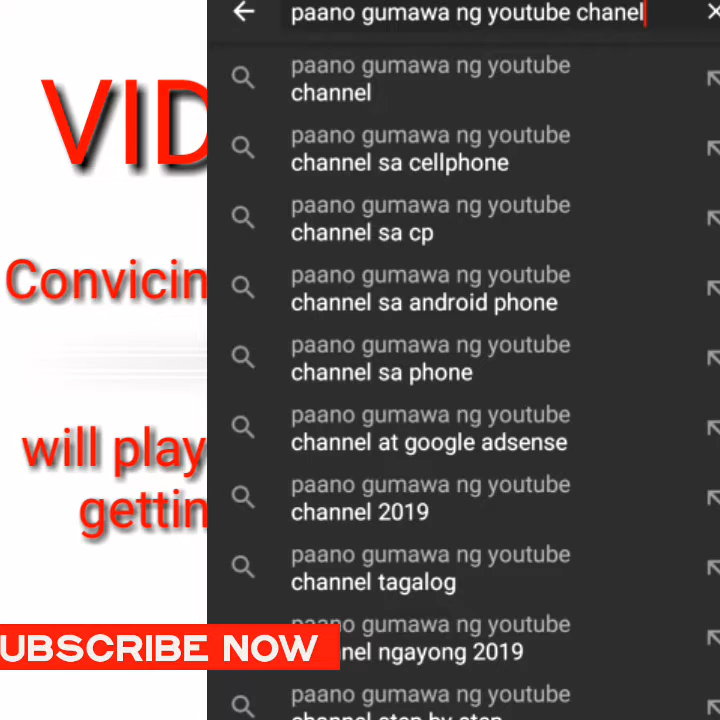 paano gumawa ng youtube chanel
VID
Convicin
will play
gettin
paano gumawa ng youtube
channel
paano gumawa ng youtube
channel sa cellphone
paano gumawa ng youtube
channel sa cp
paano gumawa ng youtube
channel sa android phone
paano gumawa ng youtube
channel sa phone
paano gumawa ng youtube
channel at google adsense
paano gumawa ng youtube
channel 2019
paano gumawa ng youtube
channel tagalog
paano gumawa ng youtube
nel ngayong 2019
paano gumawa ng youtube
channel step by step
UBSCRIBE NOW